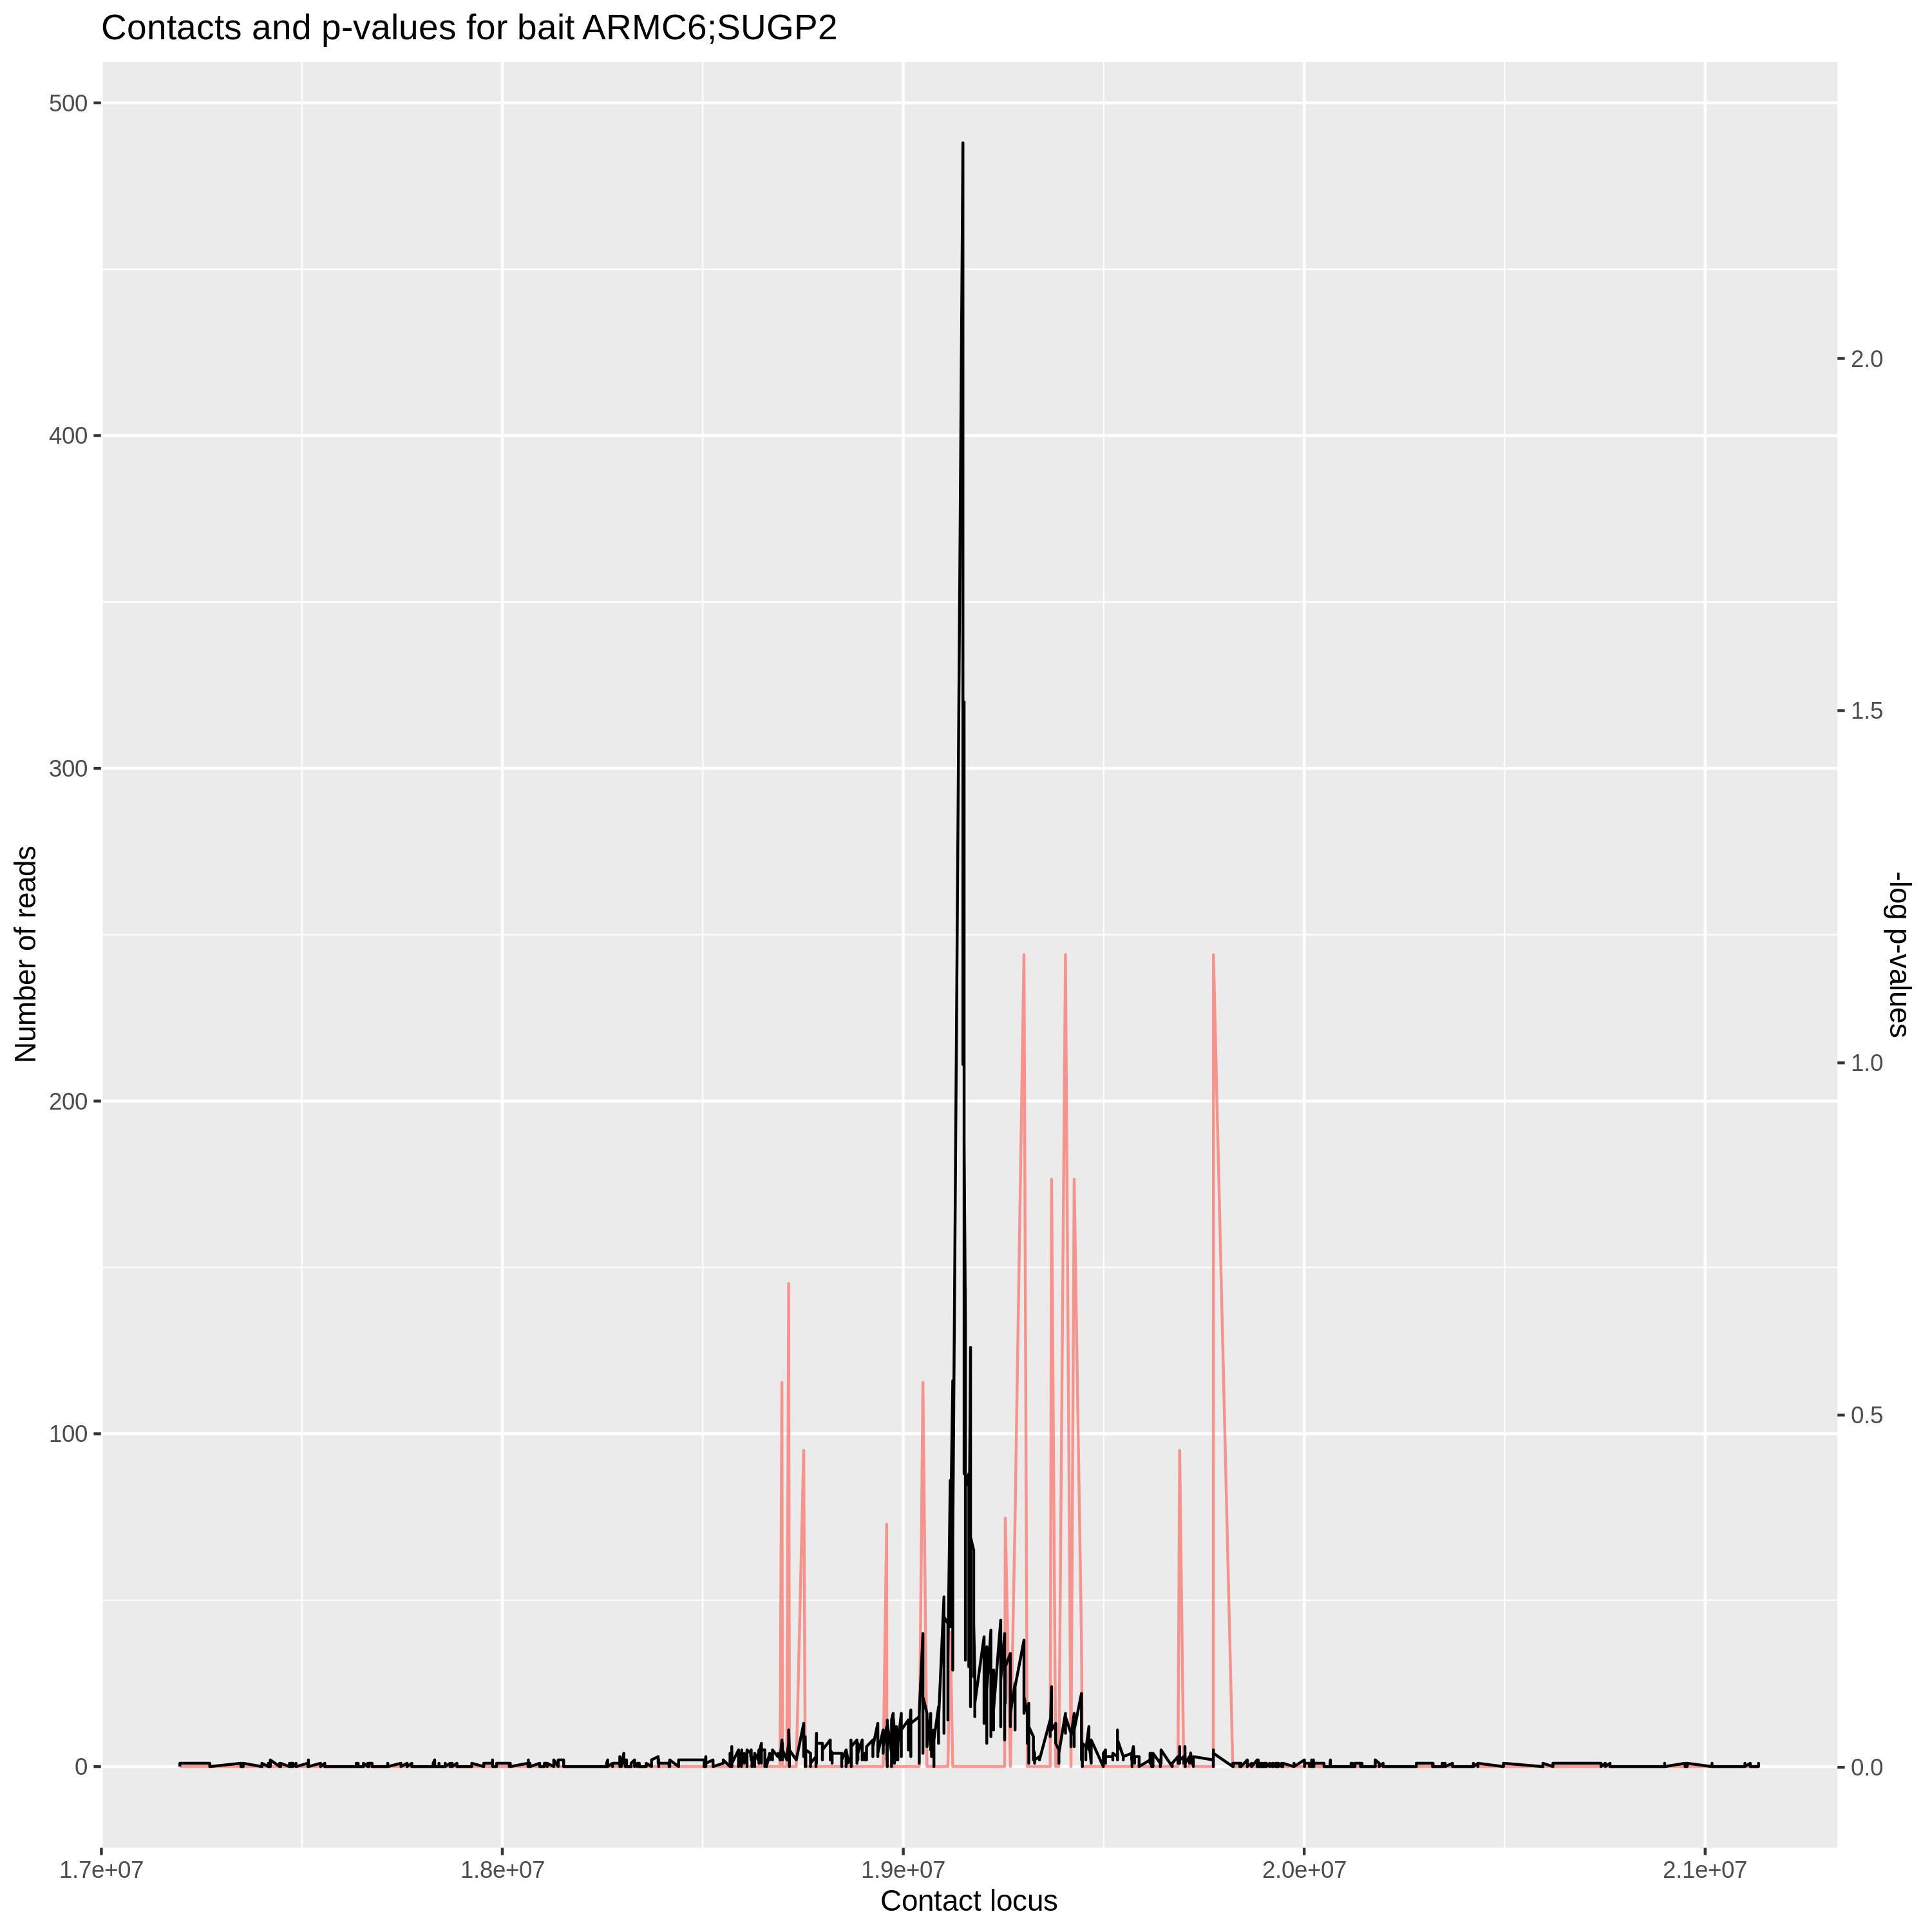 Contacts and p-values for bait ARMC6;SUGP2
500
400
300
200
100
0
Number of reads
2.0
1.5
1.0
0.5
0.0
-log p-values
1.7e+07 1.8e+07 1.9e+07 2.0e+07 2.1e+07
Contact locus